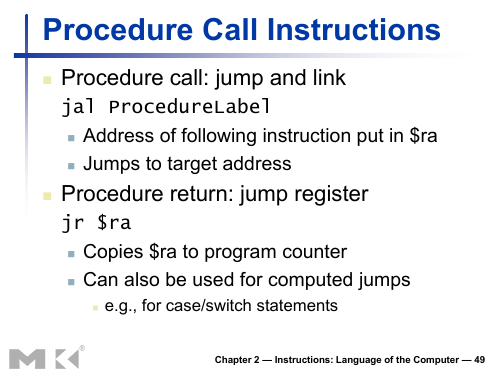 Procedure Call Instructions
Procedure call: jump and link
jal ProcedureLabel
Address of following instruction put in $ra
Jumps to target address
Procedure return: jump register
jr $ra
Copies $ra to program counter
Can also be used for computed jumps
e.g., for case/switch statements
MK®
Chapter 2 — Instructions: Language of the Computer — 49